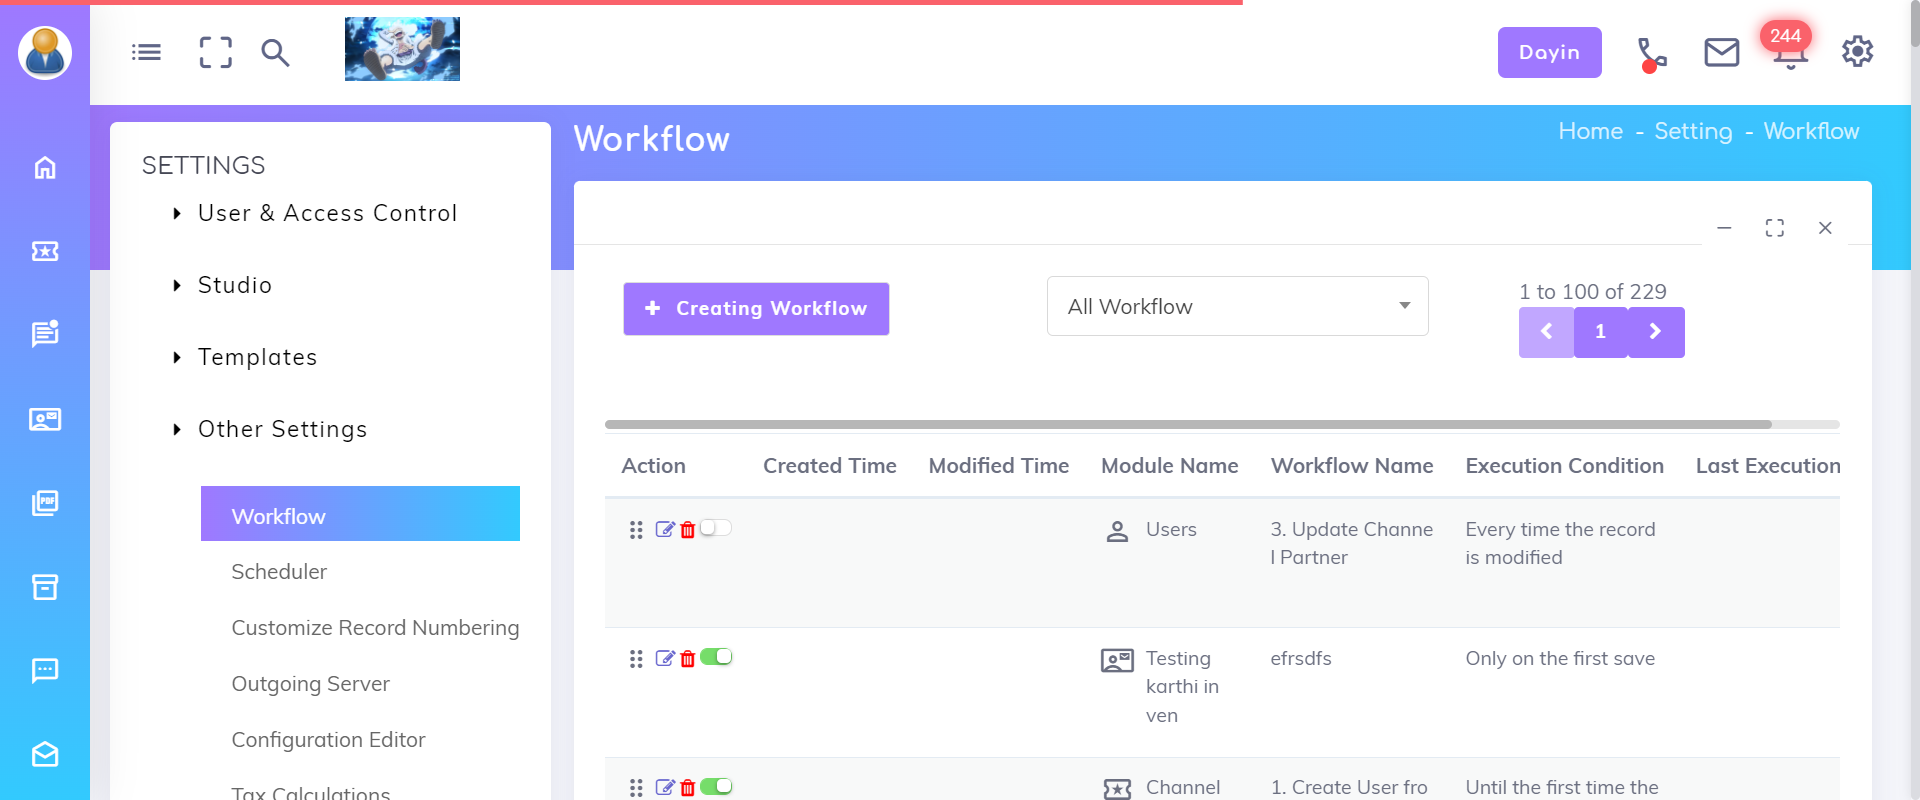 Dayin
244
SETTINGS
User & Access Control
Studio
Templates
Other Settings
Workflow
Scheduler
Customize Record Numbering
Outgoing Server
Configuration Editor
Tax Calculations
Workflow
Home - Setting - Workflow
Creating Workflow
All Workflow
1 to 100 of 229
1
Action Created Time Modified Time Module Name Workflow Name Execution Condition Last Execution
Users 3. Update Channe Every time the record
l Partner is modified
Testing efrsdfs Only on the first save
karthi in
ven
Channel 1. Create User fro Until the first time the
PDF